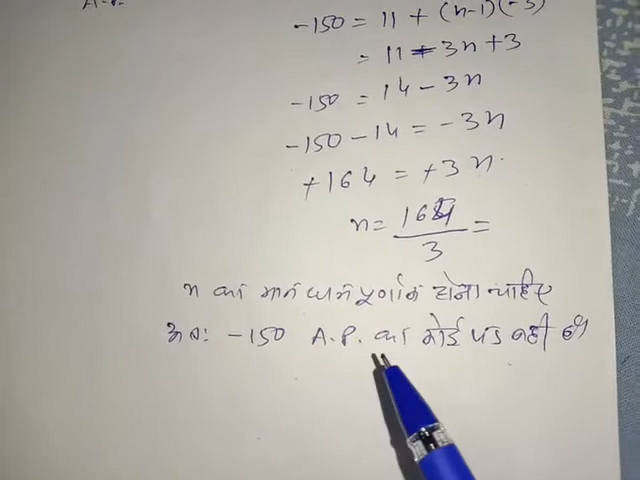 A.P.
-150 = 11 + (n-1)(-3)
= 11 - 3n + 3
-150 = 14 - 3n
-150 - 14 = -3n
+164 = +3n
n = 164/3 =
n का मान धन पूर्णांक होना चाहिए
अतः -150 A.P. का कोई पद नहीं है